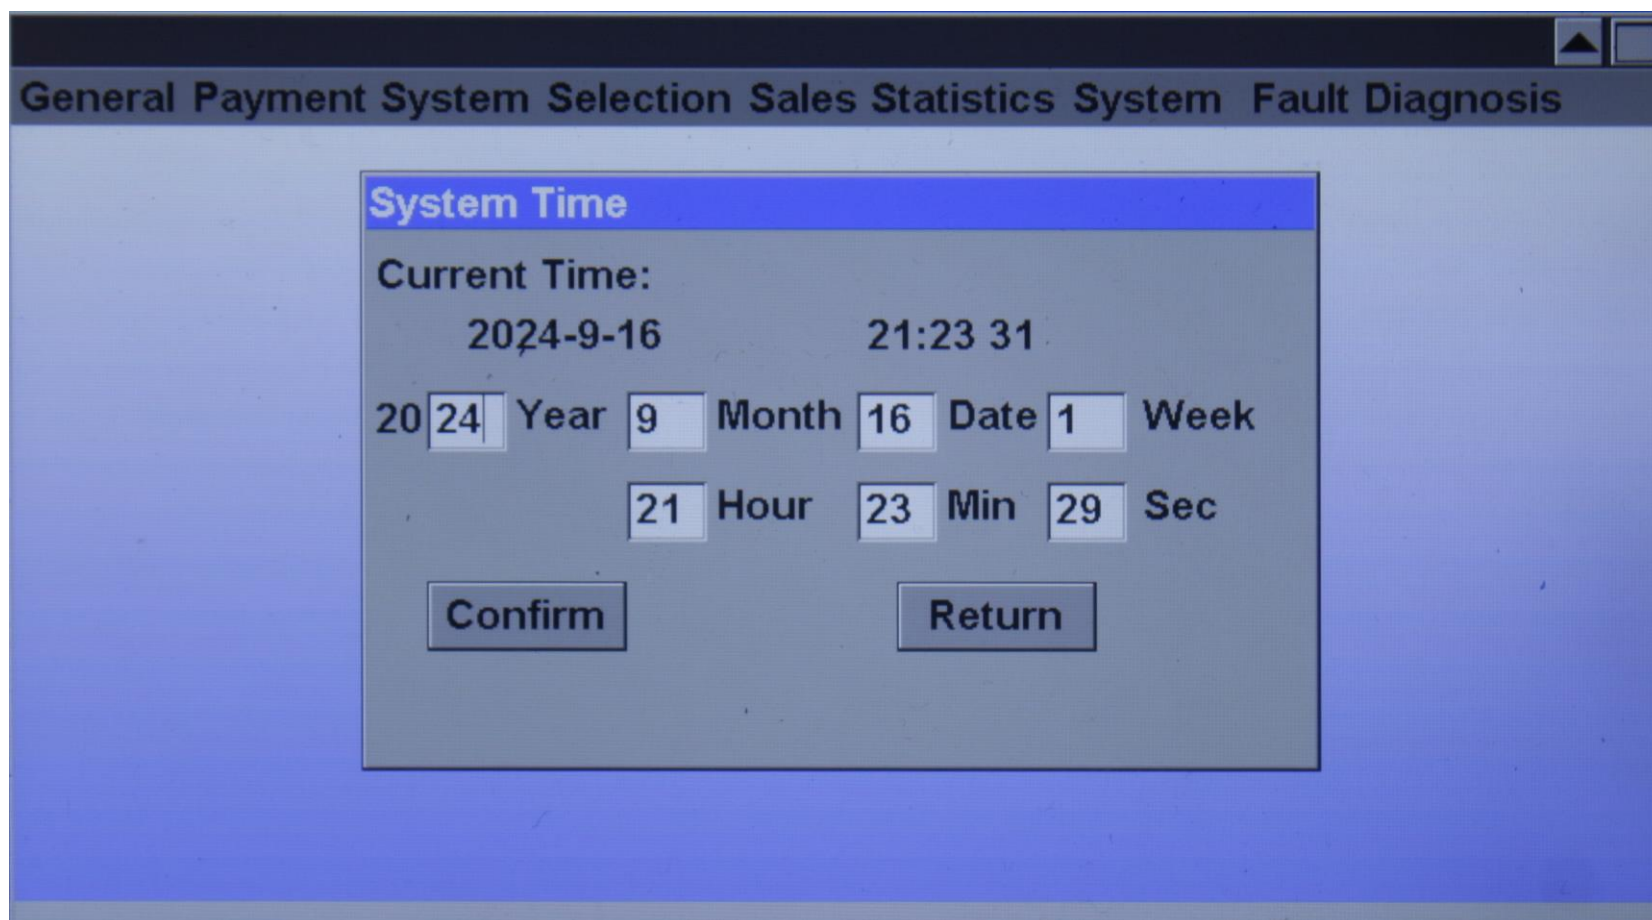 General Payment System Selection Sales Statistics System Fault Diagnosis
System Time
Current Time:
2024-9-16 21:23 31
20 24 Year 9 Month 16 Date 1 Week
21 Hour 23 Min 29 Sec
Confirm Return